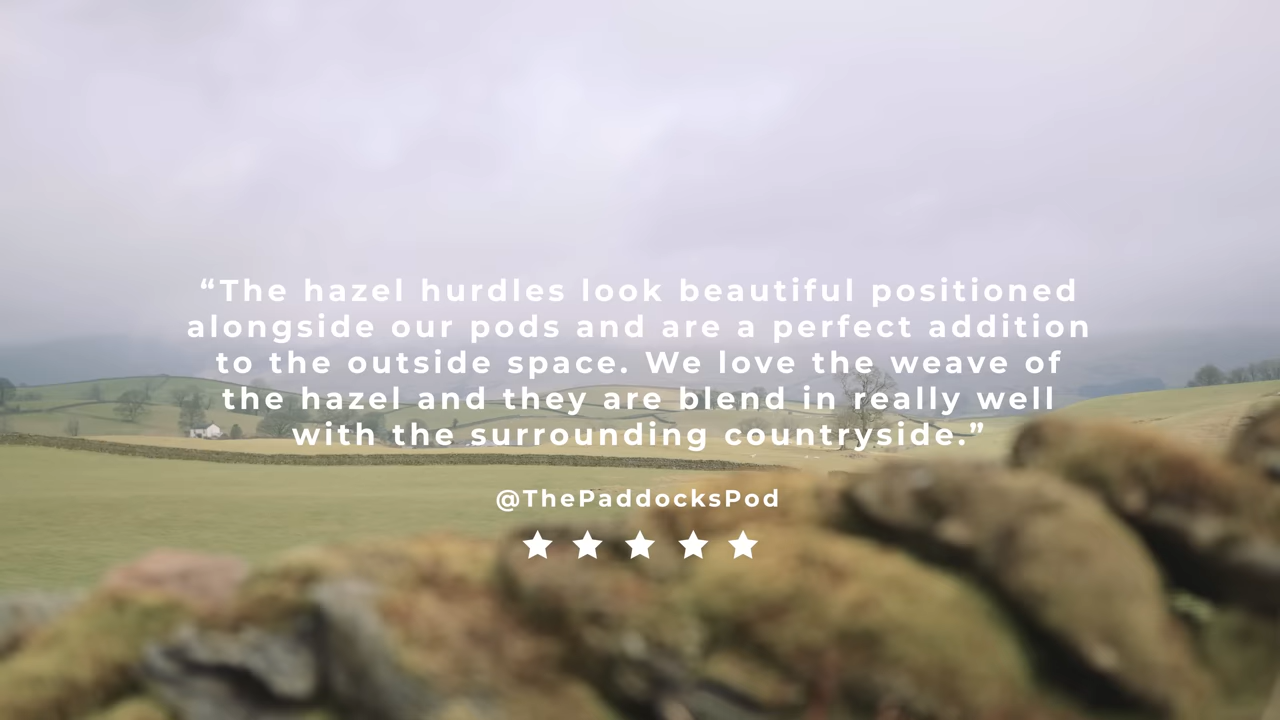 “The hazel hurdles look beautiful positioned
alongside our pods and are a perfect addition
to the outside space. We love the weave of
the hazel and they are blend in really well
with the surrounding countryside.”
@ThePaddocksPod